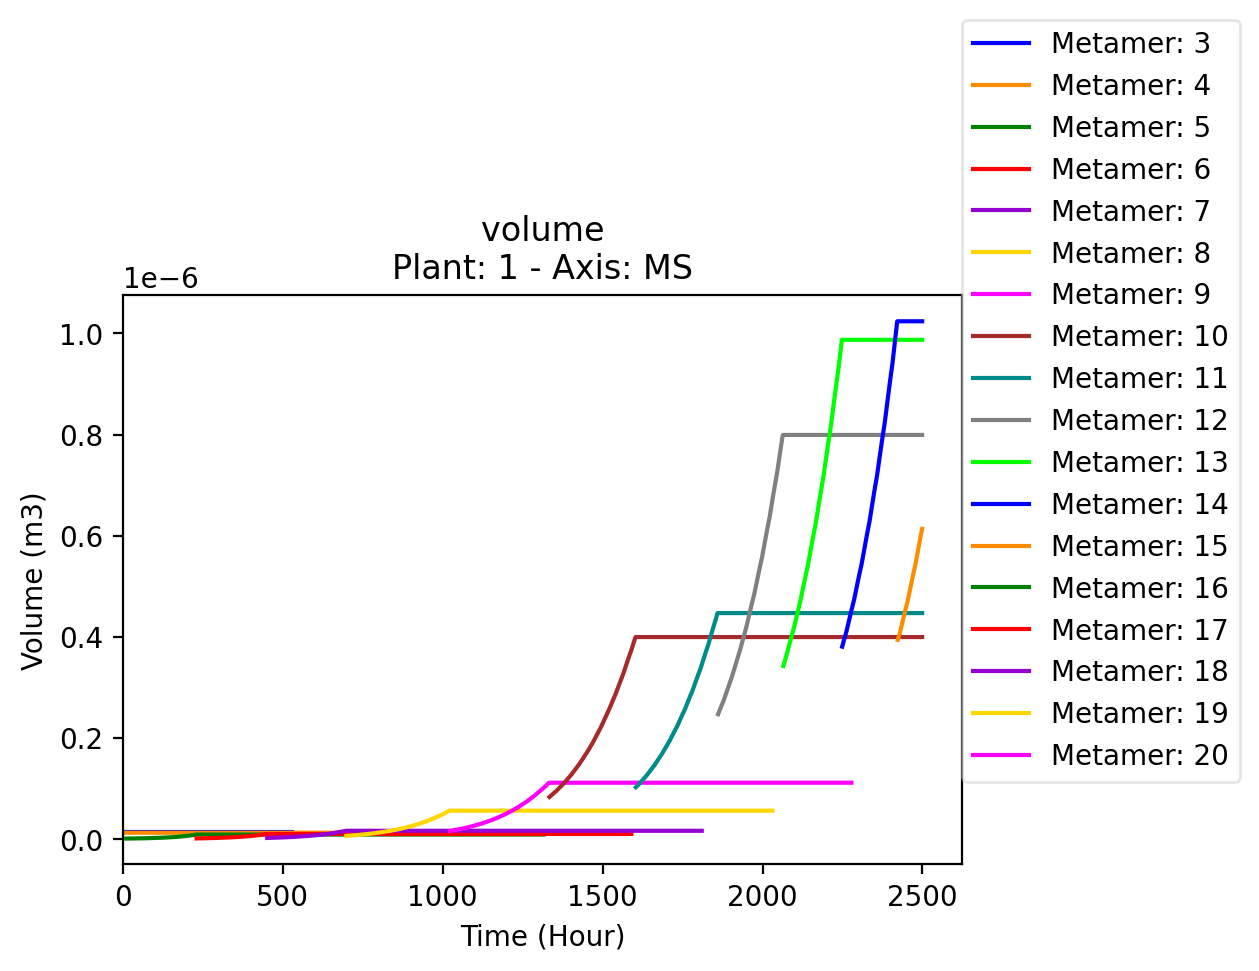 volume
Plant: 1 - Axis: MS
1e−6
1.0
0.8
0.6
0.4
0.2
0.0
Volume (m3)
0
500
1000
1500
2000
2500
Time (Hour)
Metamer: 3
Metamer: 4
Metamer: 5
Metamer: 6
Metamer: 7
Metamer: 8
Metamer: 9
Metamer: 10
Metamer: 11
Metamer: 12
Metamer: 13
Metamer: 14
Metamer: 15
Metamer: 16
Metamer: 17
Metamer: 18
Metamer: 19
Metamer: 20